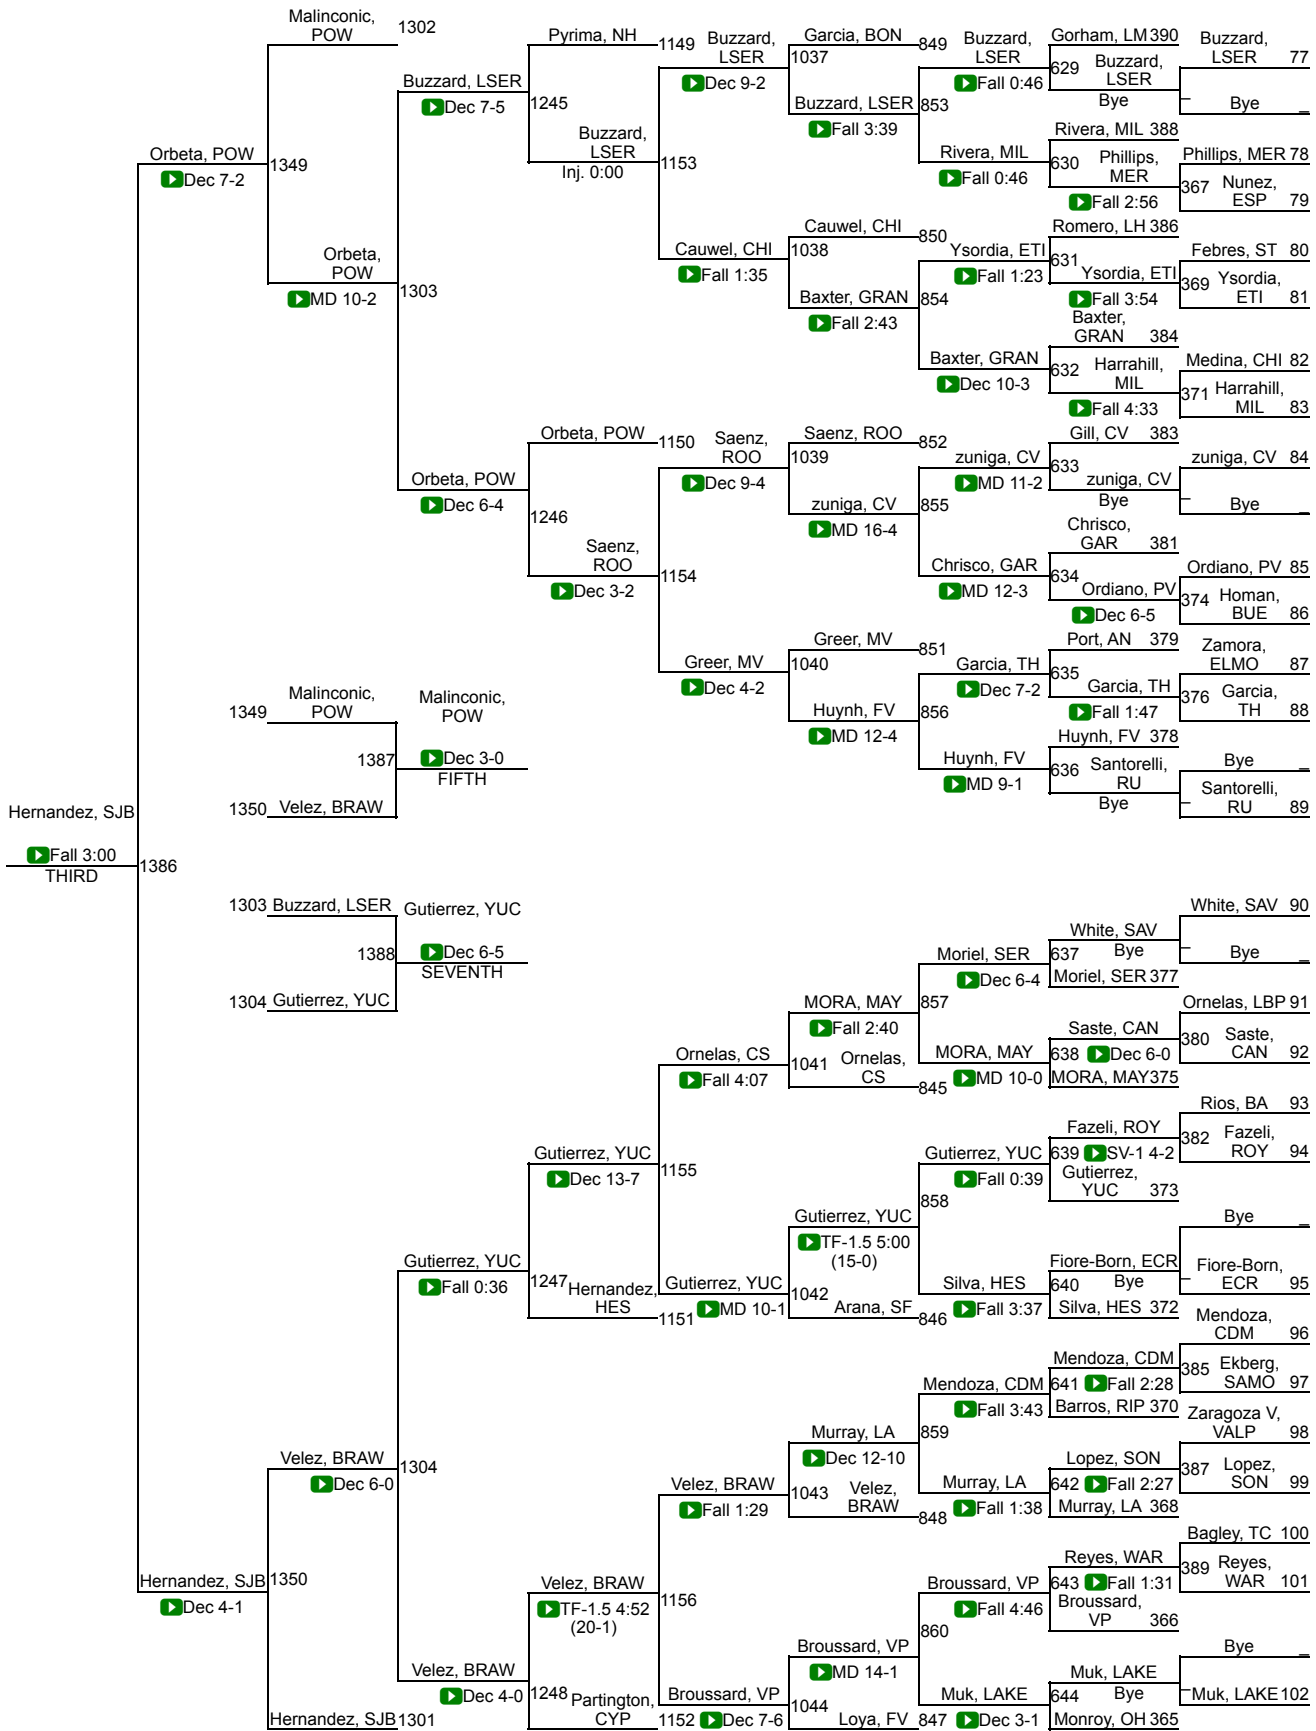 Malinconic,
POW
1302
Pyrima, NH
1149
Buzzard,
LSER
Dec 9-2
Garcia, BON
849
1037
Buzzard,
LSER
Fall 0:46
Gorham, LM 390
629 Buzzard,
LSER
Bye
Buzzard,
LSER 77
_ Bye _
Buzzard, LSER
Dec 7-5
1245
Buzzard, LSER
Fall 3:39
853
Buzzard,
LSER
Inj. 0:00
1153
Rivera, MIL
Fall 0:46
Rivera, MIL 388
630 Phillips,
MER
Fall 2:56
Phillips, MER 78
367 Nunez,
ESP 79
Orbeta, POW
Dec 7-2
1349
Cauwel, CHI
Fall 1:35
Cauwel, CHI
850
1038
Ysordia, ETI
Fall 1:23
Romero, LH 386
631
Ysordia, ETI
Fall 3:54
Febres, ST 80
369 Ysordia,
ETI 81
Orbeta,
POW
MD 10-2
1303
Baxter, GRAN
Fall 2:43
854
Baxter, GRAN
Dec 10-3
Baxter,
GRAN 384
632 Harrahill,
MIL
Fall 4:33
Medina, CHI 82
371 Harrahill,
MIL 83
Orbeta, POW
1150
Saenz,
ROO
Dec 9-4
Saenz, ROO
852
1039
zuniga, CV
MD 11-2
Gill, CV 383
633
zuniga, CV
Bye
zuniga, CV 84
_ Bye _
Orbeta, POW
Dec 6-4
1246
zuniga, CV
MD 16-4
855
Saenz,
ROO
Dec 3-2
1154
Chrisco, GAR
MD 12-3
Chrisco,
GAR 381
634
Ordiano, PV
Dec 6-5
Ordiano, PV 85
374 Homan,
BUE 86
Greer, MV
Dec 4-2
Greer, MV
851
1040
Garcia, TH
Dec 7-2
Port, AN 379
635
Garcia, TH
Fall 1:47
Zamora,
ELMO 87
376 Garcia,
TH 88
1349
Malinconic,
POW
Malinconic,
POW
Huynh, FV
MD 12-4
856
1387
Dec 3-0
FIFTH
Huynh, FV
MD 9-1
Huynh, FV 378
636 Santorelli,
RU
Bye
Bye _
_ Santorelli,
RU 89
1350 Velez, BRAW
Hernandez, SJB
Fall 3:00
THIRD
1386
1303 Buzzard, LSER
Gutierrez, YUC
1388
Dec 6-5
SEVENTH
1304 Gutierrez, YUC
Moriel, SER
Dec 6-4
White, SAV
637 Bye
Moriel, SER 377
White, SAV 90
_ Bye _
MORA, MAY
Fall 2:40
857
Ornelas, CS
Fall 4:07
1041 Ornelas,
CS
845
MORA, MAY
MD 10-0
Saste, CAN
638 Dec 6-0
MORA, MAY 375
Ornelas, LBP 91
380 Saste,
CAN 92
Gutierrez, YUC
Dec 13-7
1155
Gutierrez, YUC
Fall 0:39
Fazeli, ROY
639 SV-1 4-2
Gutierrez,
YUC 373
Rios, BA 93
382 Fazeli,
ROY 94
Gutierrez, YUC
TF-1.5 5:00
(15-0)
858
Gutierrez, YUC
Fall 0:36
1247 Hernandez,
HES
1151
Gutierrez, YUC
MD 10-1
1042
Arana, SF
846
Silva, HES
Fall 3:37
Fiore-Born, ECR
640 Bye
Silva, HES 372
Bye _
_ Fiore-Born,
ECR 95
Mendoza, CDM
Fall 3:43
Mendoza, CDM
641 Fall 2:28
Barros, RIP 370
Mendoza,
CDM 96
385 Ekberg,
SAMO 97
Velez, BRAW
Dec 6-0
1304
Murray, LA
Dec 12-10
859
Velez, BRAW
Fall 1:29
1043 Velez,
BRAW
848
Murray, LA
Fall 1:38
Lopez, SON
642 Fall 2:27
Murray, LA 368
Zaragoza V,
VALP 98
387 Lopez,
SON 99
Hernandez, SJB
Dec 4-1
1350
Velez, BRAW
TF-1.5 4:52
(20-1)
1156
Broussard, VP
Fall 4:46
Reyes, WAR
643 Fall 1:31
Broussard,
VP 366
Bagley, TC 100
389 Reyes,
WAR 101
Broussard, VP
MD 14-1
860
Velez, BRAW
Dec 4-0
1248 Partington,
CYP
1152
Broussard, VP
Dec 7-6
1044
Loya, FV
847
Muk, LAKE
Dec 3-1
Muk, LAKE
644 Bye
Monroy, OH 365
Bye _
_ Muk, LAKE 102
Hernandez, SJB 1301